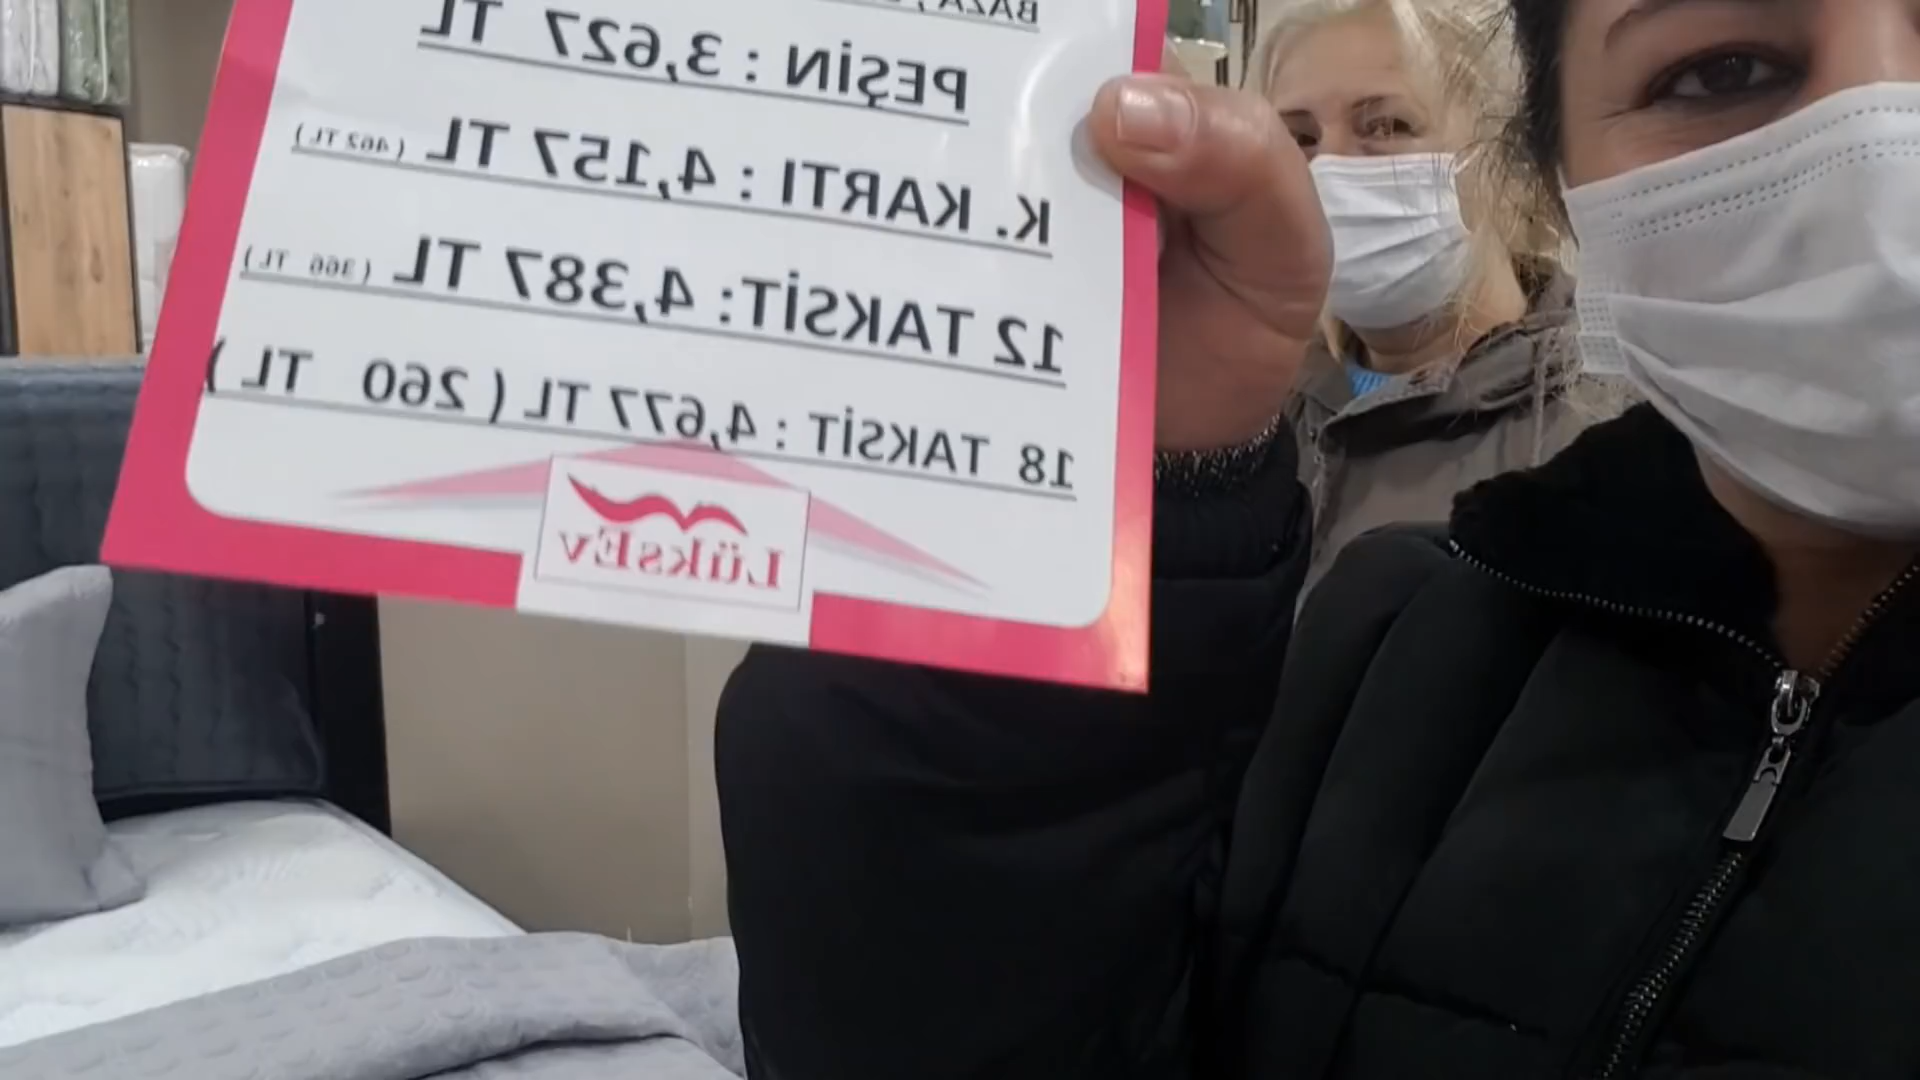 BAZA,
PEŞİN : 3,627 TL
K. KARTI : 4,157 TL ( 462 TL )
12 TAKSİT: 4,387 TL ( 366 TL )
18 TAKSİT : 4,677 TL ( 260 TL )
LüksEv